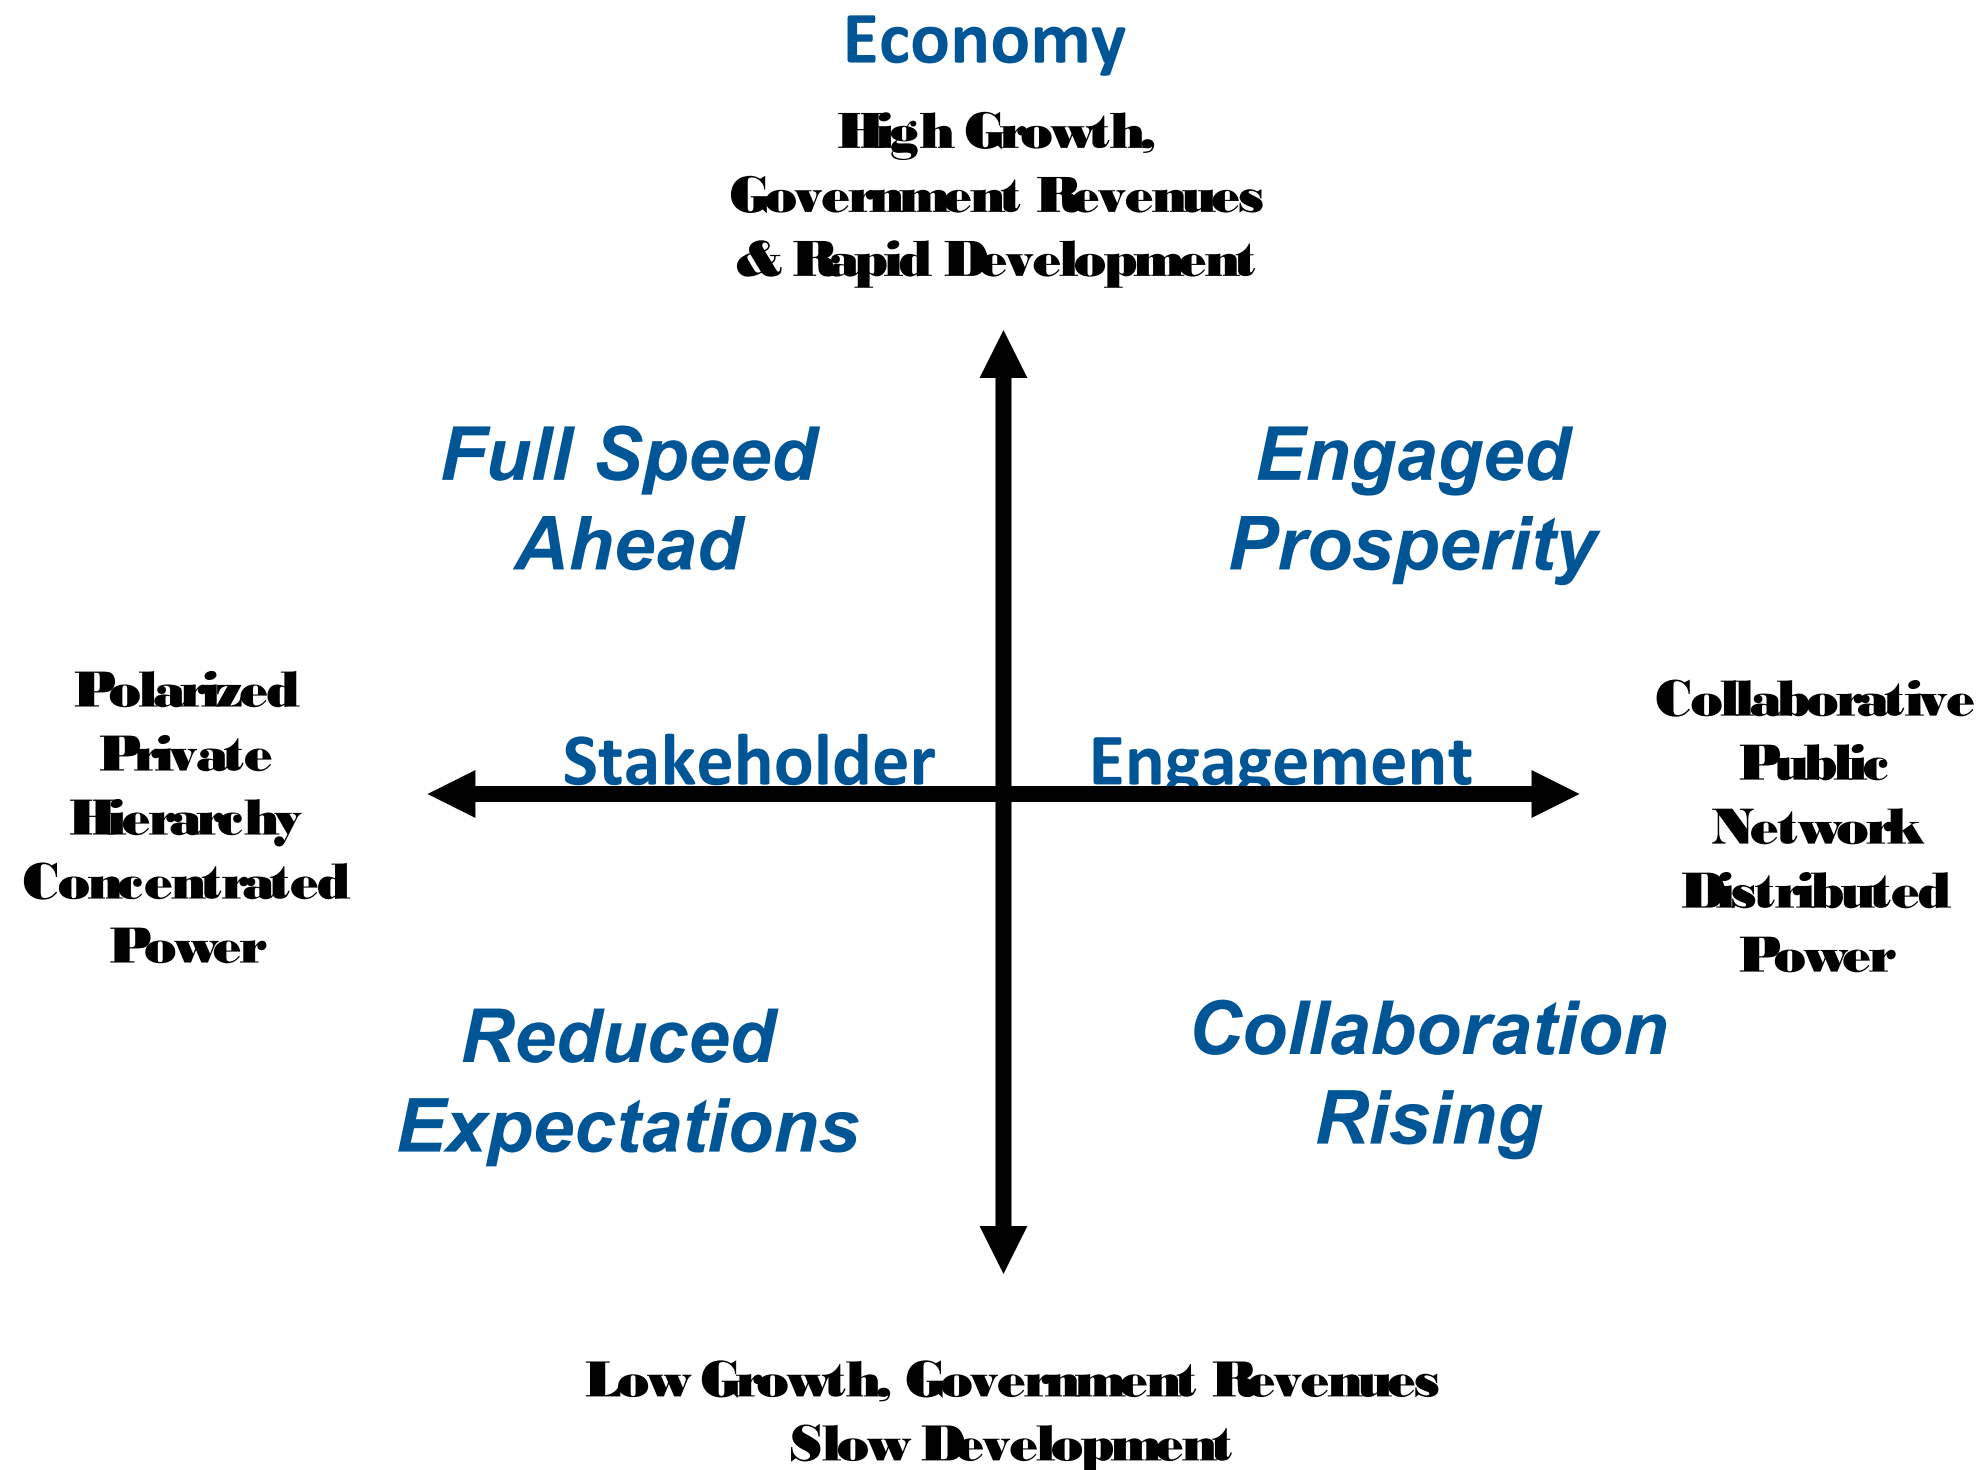 Economy
High Growth,
Government Revenues
& Rapid Development
Full Speed
Ahead
Engaged
Prosperity
Polarized
Private
Hierarchy
Concentrated
Power
Stakeholder Engagement
Collaborative
Public
Network
Distributed
Power
Reduced
Expectations
Collaboration
Rising
Low Growth, Government Revenues
Slow Development